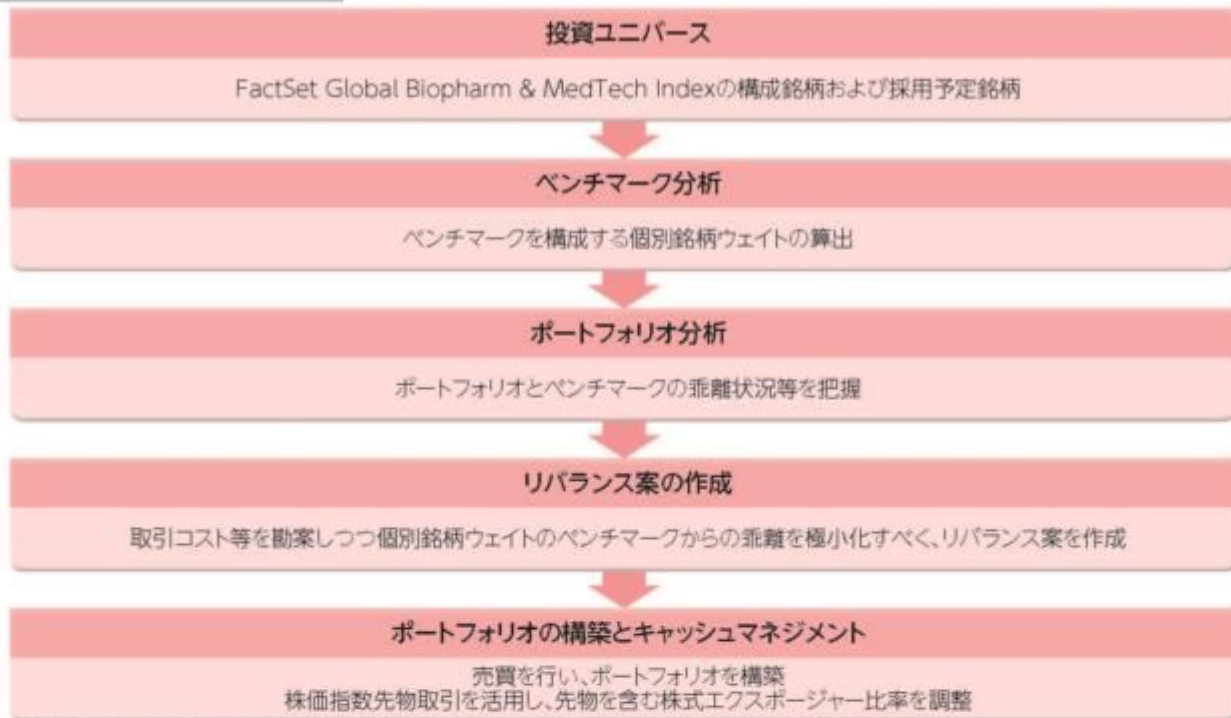 投資ユニバース
FactSet Global Biopharm & MedTech Indexの構成銘柄および採用予定銘柄
ベンチマーク分析
ベンチマークを構成する個別銘柄ウェイトの算出
ポートフォリオ分析
ポートフォリオとベンチマークの乖離状況等を把握
リバランス案の作成
取引コスト等を勘案しつつ個別銘柄ウェイトのベンチマークからの乖離を極小化すべく、リバランス案を作成
ポートフォリオの構築とキャッシュマネジメント
売買を行い、ポートフォリオを構築
株価指数先物取引を活用し、先物を含む株式エクスポージャー比率を調整